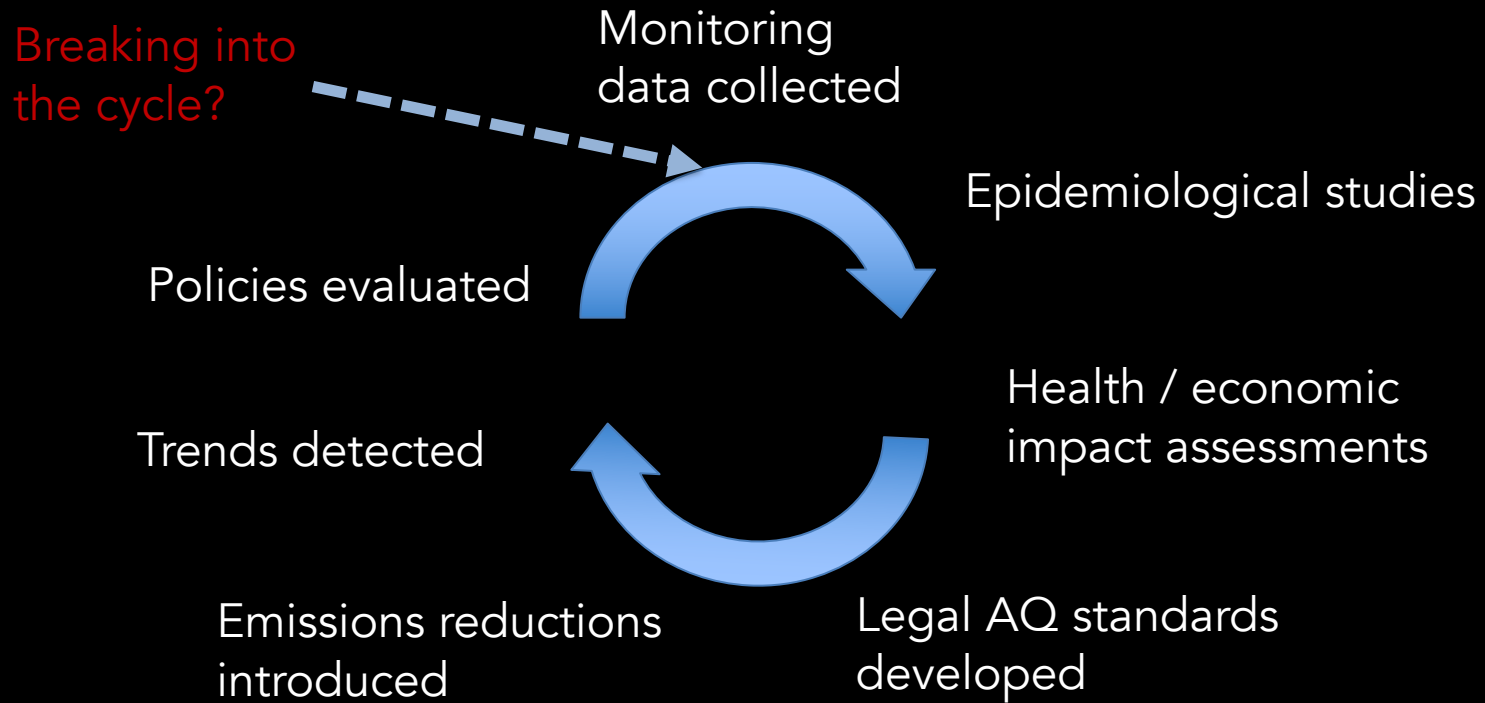 Breaking into
the cycle?
Monitoring
data collected
Epidemiological studies
Health / economic
impact assessments
Legal AQ standards
developed
Emissions reductions
introduced
Trends detected
Policies evaluated